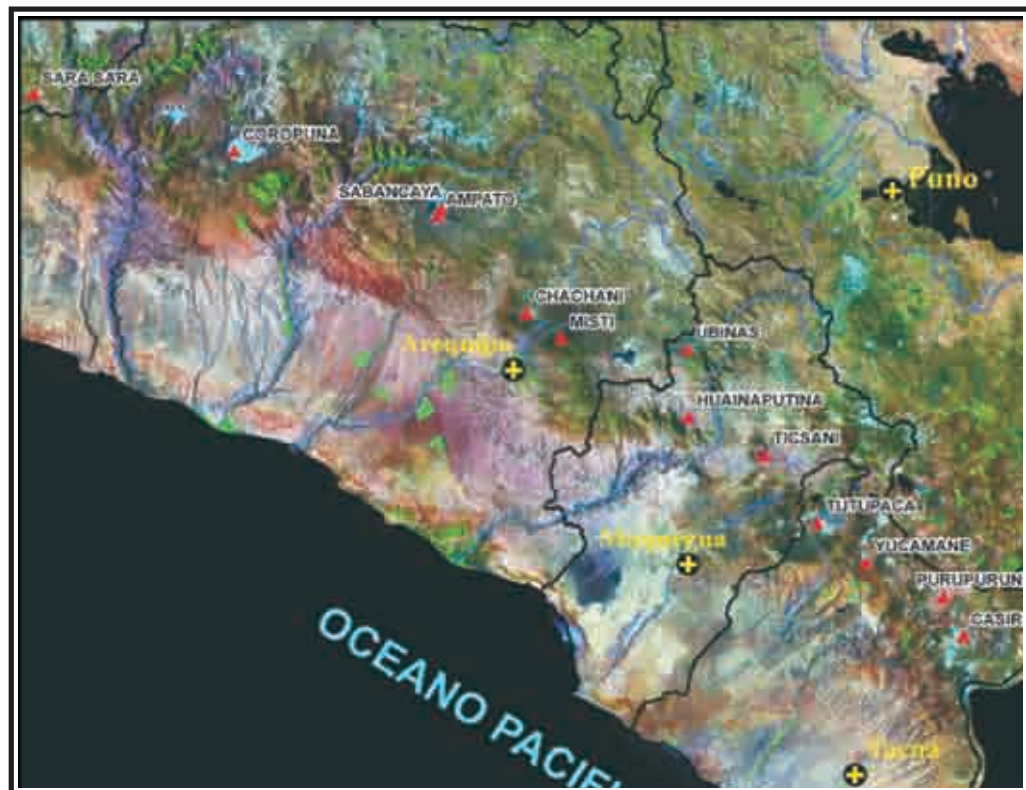 SARA SARA
COROPUNA
SABANCAYA
AMPATO
Puno
CHACHANI
MISTI
UBINAS
Arequipa
HUAINAPUTINA
TICSANI
TUTUPACA
YUCAMANE
Moquegua
PURUPURUN
CASIR
OCEANO PACIFI
Tacna